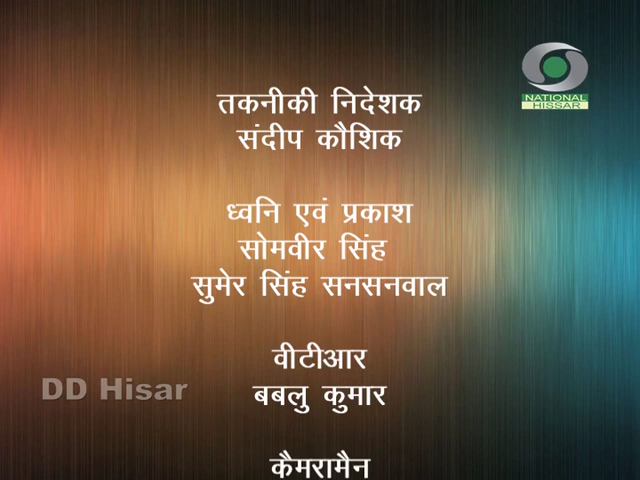 NATIONAL
HISSAR
तकनीकी निदेशक
संदीप कौशिक
ध्वनि एवं प्रकाश
सोमवीर सिंह
सुमेर सिंह सनसनवाल
वीटीआर
DD Hisar
बबलु कुमार
कैमरामैन